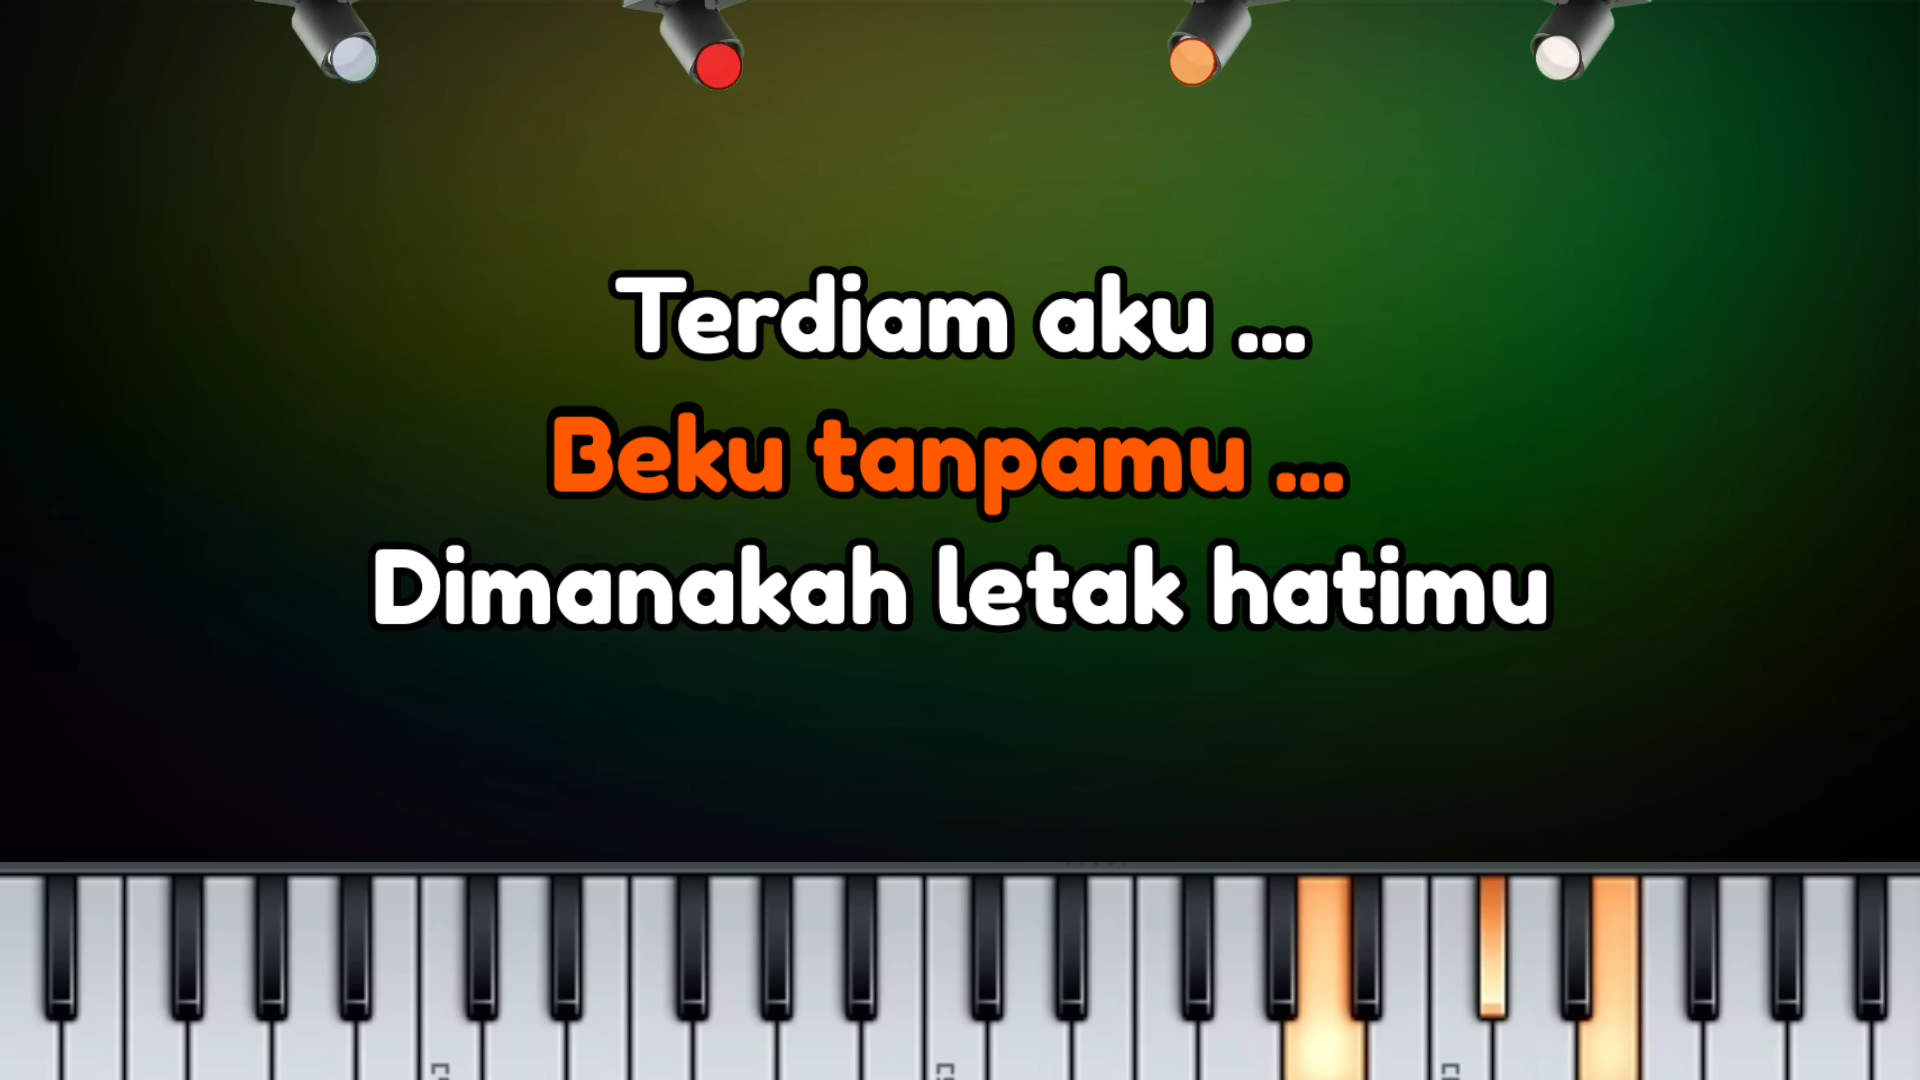 Terdiam aku ...
Beku tanpamu ...
Dimanakah letak hatimu